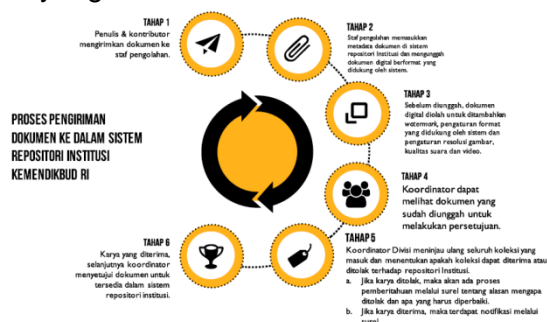 PROSES PENGIRIMAN
DOKUMEN KE DALAM SISTEM
REPOSITORI INSTITUSI
KEMENDIKBUD RI
TAHAP 1
Penulis & kontributor
mengirimkan dokumen ke
staf pengolahan.
TAHAP 2
Staf pengolahan memasukkan
metadata dokumen di sistem
repositori Institusi dan mengunggah
dokumen digital berformat yang
didukung oleh sistem.
TAHAP 3
Sebelum diunggah, dokumen
digital diolah untuk ditambahkan
watermark, pengaturan format
yang didukung oleh sistem dan
pengaturan resolusi gambar,
kualitas suara dan video.
TAHAP 4
Koordinator dapat
melihat dokumen yang
sudah diunggah untuk
melakukan persetujuan.
TAHAP 5
Koordinator Divisi meninjau ulang seluruh koleksi yang
masuk dan menentukan apakah koleksi dapat diterima atau
ditolak terhadap repositori Institusi.
a. Jika karya ditolak, maka akan ada proses
pemberitahuan melalui surel tentang alasan mengapa
ditolak dan apa yang harus diperbaiki.
b. Jika karya diterima, maka terdapat notifikasi melalui
surel.
TAHAP 6
Karya yang diterima,
selanjutnya koordinator
menyetujui dokumen untuk
tersedia dalam sistem
repositori institusi.